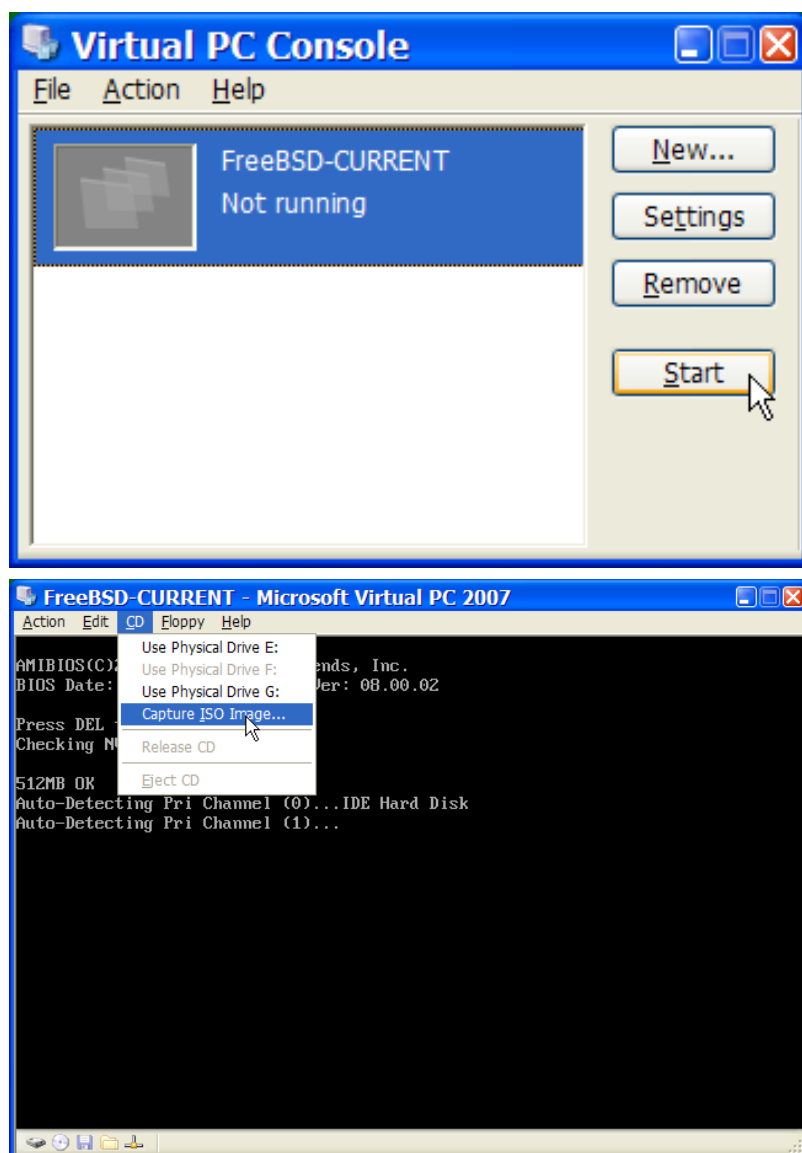 Virtual PC Console
File Action Help
FreeBSD-CURRENT
Not running
New...
Settings
Remove
Start
FreeBSD-CURRENT - Microsoft Virtual PC 2007
Action Edit CD Floppy Help
Use Physical Drive E:
Use Physical Drive F:
Use Physical Drive G:
Capture ISO Image...
Release CD
Eject CD
AMIBIOS(C) ends, Inc.
BIOS Date: Ver: 08.00.02
Press DEL
Checking
512MB OK
Auto-Detecting Pri Channel (0)...IDE Hard Disk
Auto-Detecting Pri Channel (1)...